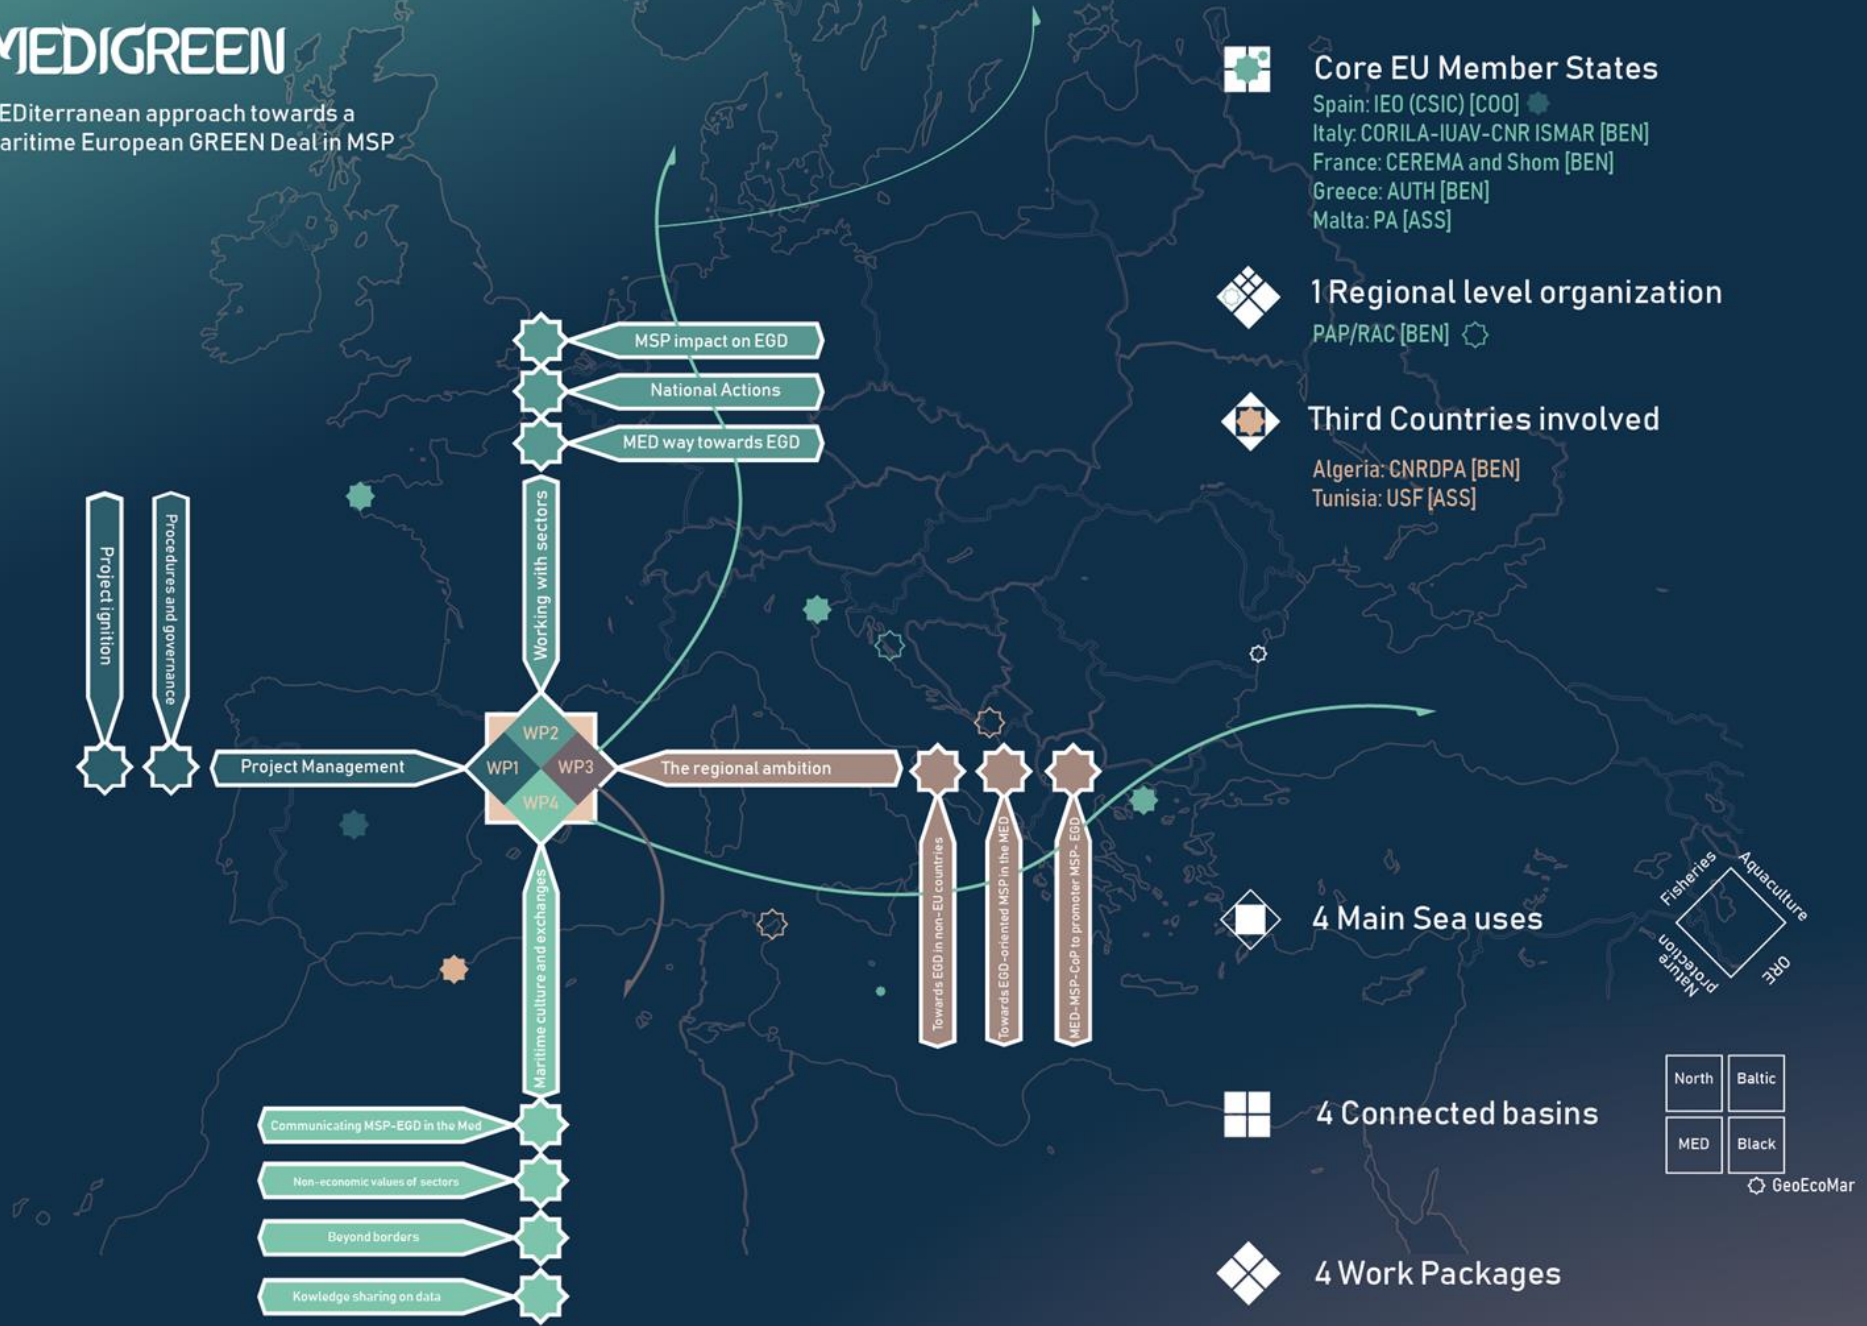 MEDIGREEN
EDiterranean approach towards a
aritime European GREEN Deal in MSP
Core EU Member States
Spain: IEO (CSIC) [COO]
Italy: CORILA-IUAV-CNR ISMAR [BEN]
France: CEREMA and Shom [BEN]
Greece: AUTH [BEN]
Malta: PA [ASS]
1 Regional level organization
PAP/RAC [BEN]
Third Countries involved
Algeria: CNRDPA [BEN]
Tunisia: USF [ASS]
MSP impact on EGD
National Actions
MED way towards EGD
Working with sectors
Project ignition
Procedures and governance
Project Management
WP2
WP1
WP3
WP4
The regional ambition
Towards EGD in non-EU countries
Towards EGD-oriented MSP in the MED
MED-MSP-CoP to promoter MSP- EGD
Maritime culture and exchanges
Communicating MSP-EGD in the Med
Non-economic values of sectors
Beyond borders
Kowledge sharing on data
4 Main Sea uses
Fisheries
Aquaculture
Nature
protection
ORE
4 Connected basins
North
Baltic
MED
Black
GeoEcoMar
4 Work Packages